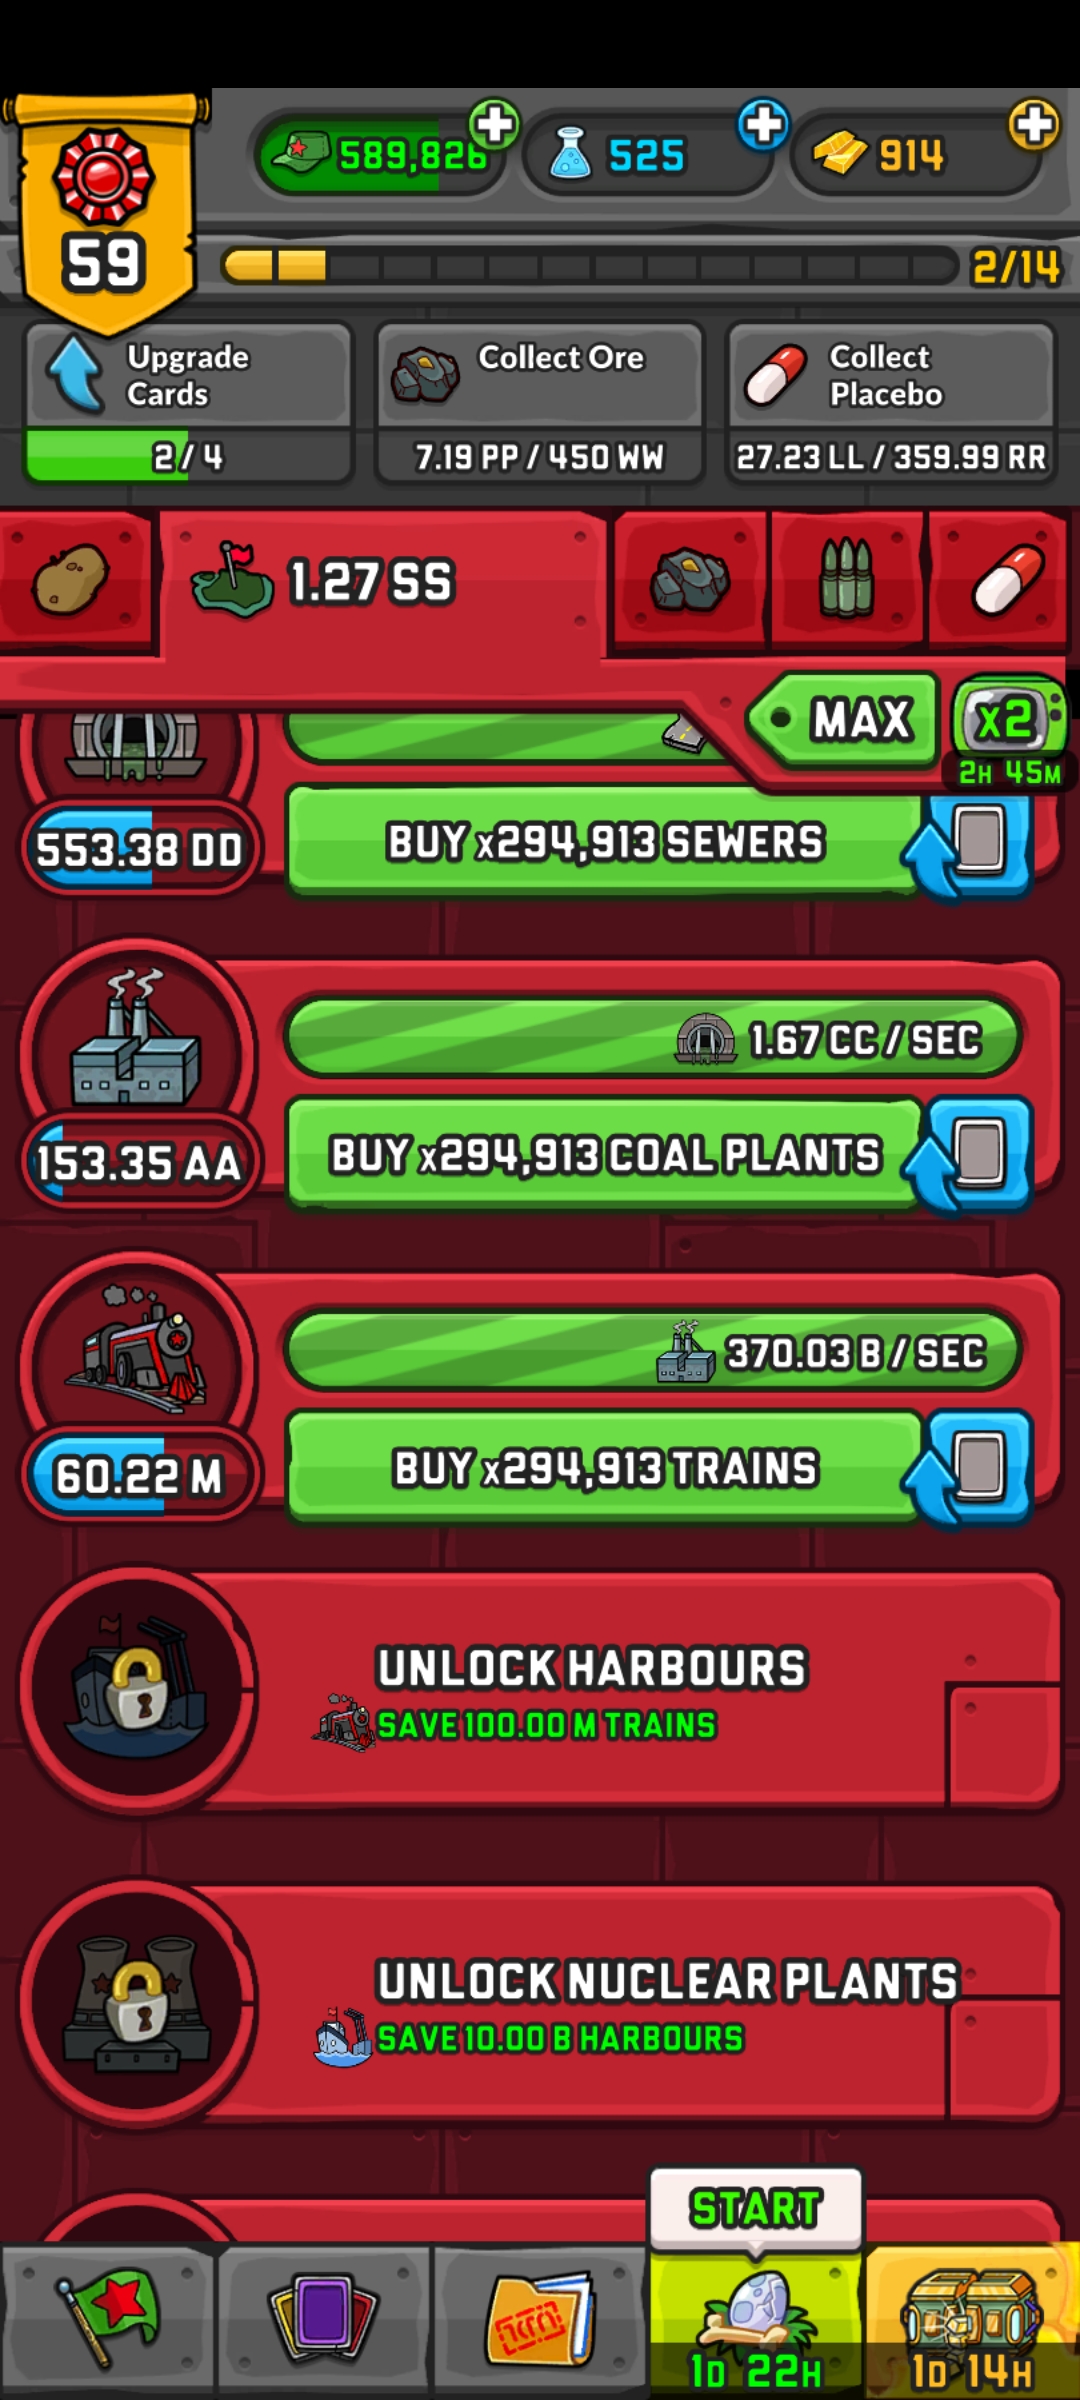 589,826
525
914
59
2/14
Upgrade
Cards
Collect Ore
Collect
Placebo
2 / 4
7.19 PP / 450 WW
27.23 LL / 359.99 RR
1.27 SS
MAX
x2
2H 45M
553.38 DD
BUY x294,913 SEWERS
1.67 CC / SEC
153.35 AA
BUY x294,913 COAL PLANTS
370.03 B / SEC
60.22 M
BUY x294,913 TRAINS
UNLOCK HARBOURS
SAVE 100.00 M TRAINS
UNLOCK NUCLEAR PLANTS
SAVE 10.00 B HARBOURS
START
1D 22H
1D 14H